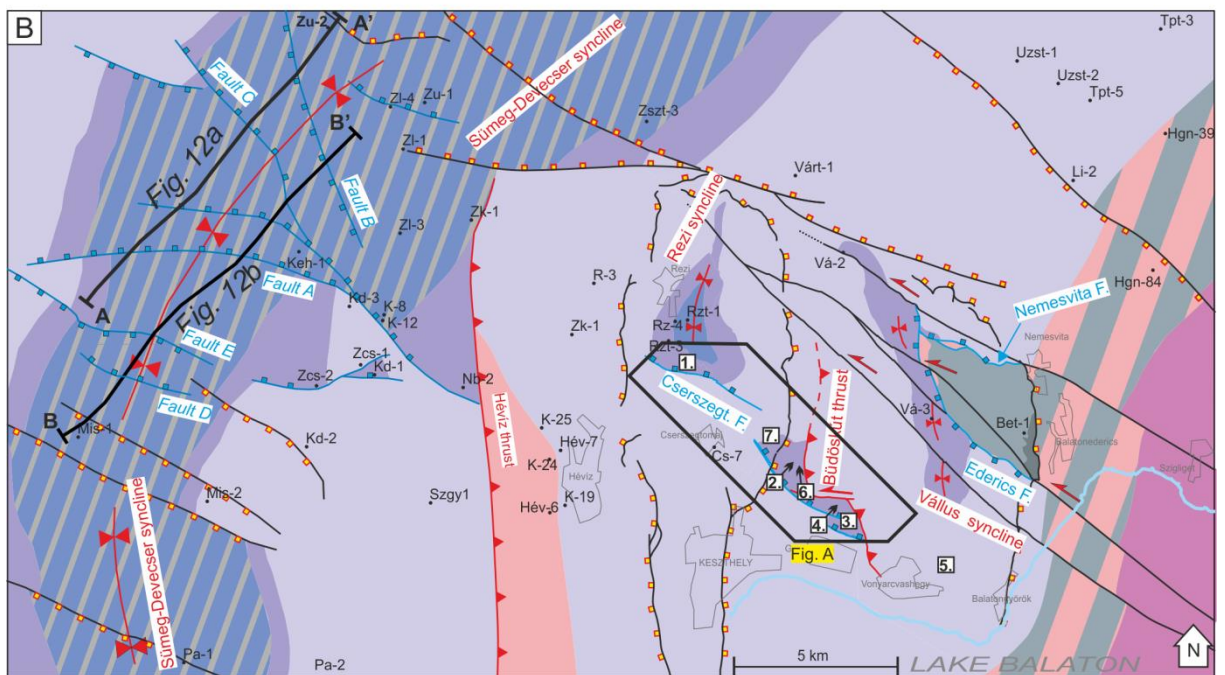 B
Zu-2
A'
Tpt-3
Uzst-1
Uzst-2
Tpt-5
Fault C
Sümeg-Devecser syncline
Zl-4
Zu-1
Zszt-3
Hgn-39
B'
Zl-1
Várt-1
Li-2
Fig. 12a
Fault B
Rezi syncline
Zk-1
Zl-3
Vá-2
Keh-1
R-3
Rezi
Hgn-84
Fault A
Fig. 12b
Nemesvita F.
A
Kd-3
K-8
K-12
Zk-1
Rz-4
Rzt-1
Nemesvita
Rzt-3
Fault E
Zcs-1
Kd-1
Zcs-2
1.
Nb-2
Cserszegt. F.
Fault D
Hévíz thrust
Büdöskút thrust
Vá-3
B
Mis-1
K-25
Bet-1
Balatonederics
Kd-2
Hév-7
Cserszegtomaj
7.
Cs-7
K-24
Hévíz
Szigliget
2.
6.
Ederics F.
Mis-2
Szgy1
K-19
Hév-6
Vállus syncline
4.
3.
KESZTHELY
Fig. A
5.
Sümeg-Devecser syncline
Vonyarcvashegy
Balatongyörök
Pa-1
Pa-2
5 km
LAKE BALATON
N